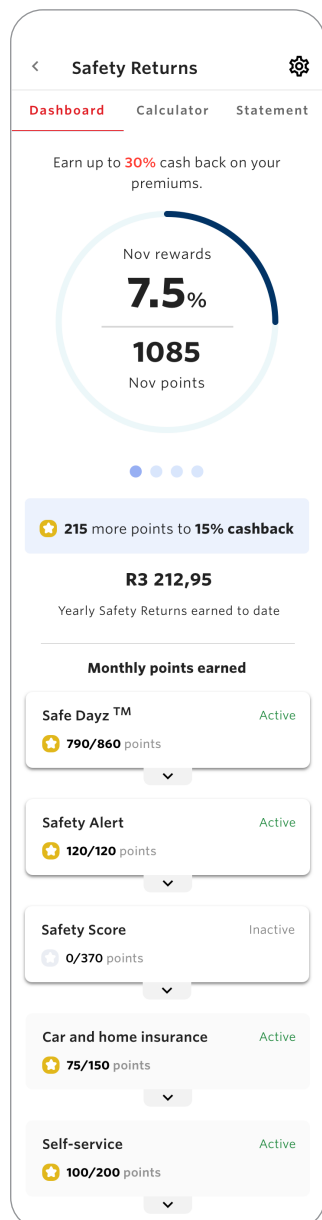 Safety Returns
Dashboard Calculator Statement
Earn up to 30% cash back on your
premiums.
Nov rewards
7.5%
1085
Nov points
215 more points to 15% cashback
R3 212,95
Yearly Safety Returns earned to date
Monthly points earned
Safe Dayz TM Active
790/860 points
Safety Alert Active
120/120 points
Safety Score Inactive
0/370 points
Car and home insurance Active
75/150 points
Self-service Active
100/200 points